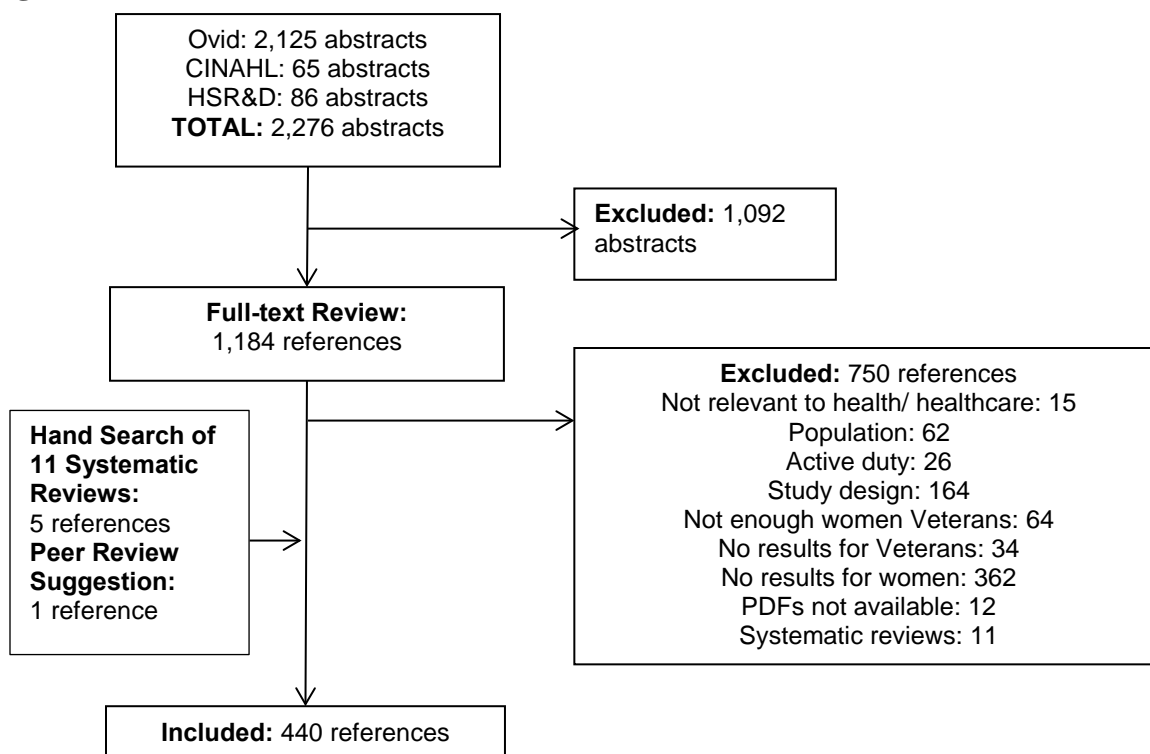 Ovid: 2,125 abstracts
CINAHL: 65 abstracts
HSR&D: 86 abstracts
TOTAL: 2,276 abstracts
Excluded: 1,092
abstracts
Full-text Review:
1,184 references
Excluded: 750 references
Not relevant to health/ healthcare: 15
Population: 62
Active duty: 26
Study design: 164
Not enough women Veterans: 64
No results for Veterans: 34
No results for women: 362
PDFs not available: 12
Systematic reviews: 11
Hand Search of
11 Systematic
Reviews:
5 references
Peer Review
Suggestion:
1 reference
Included: 440 references